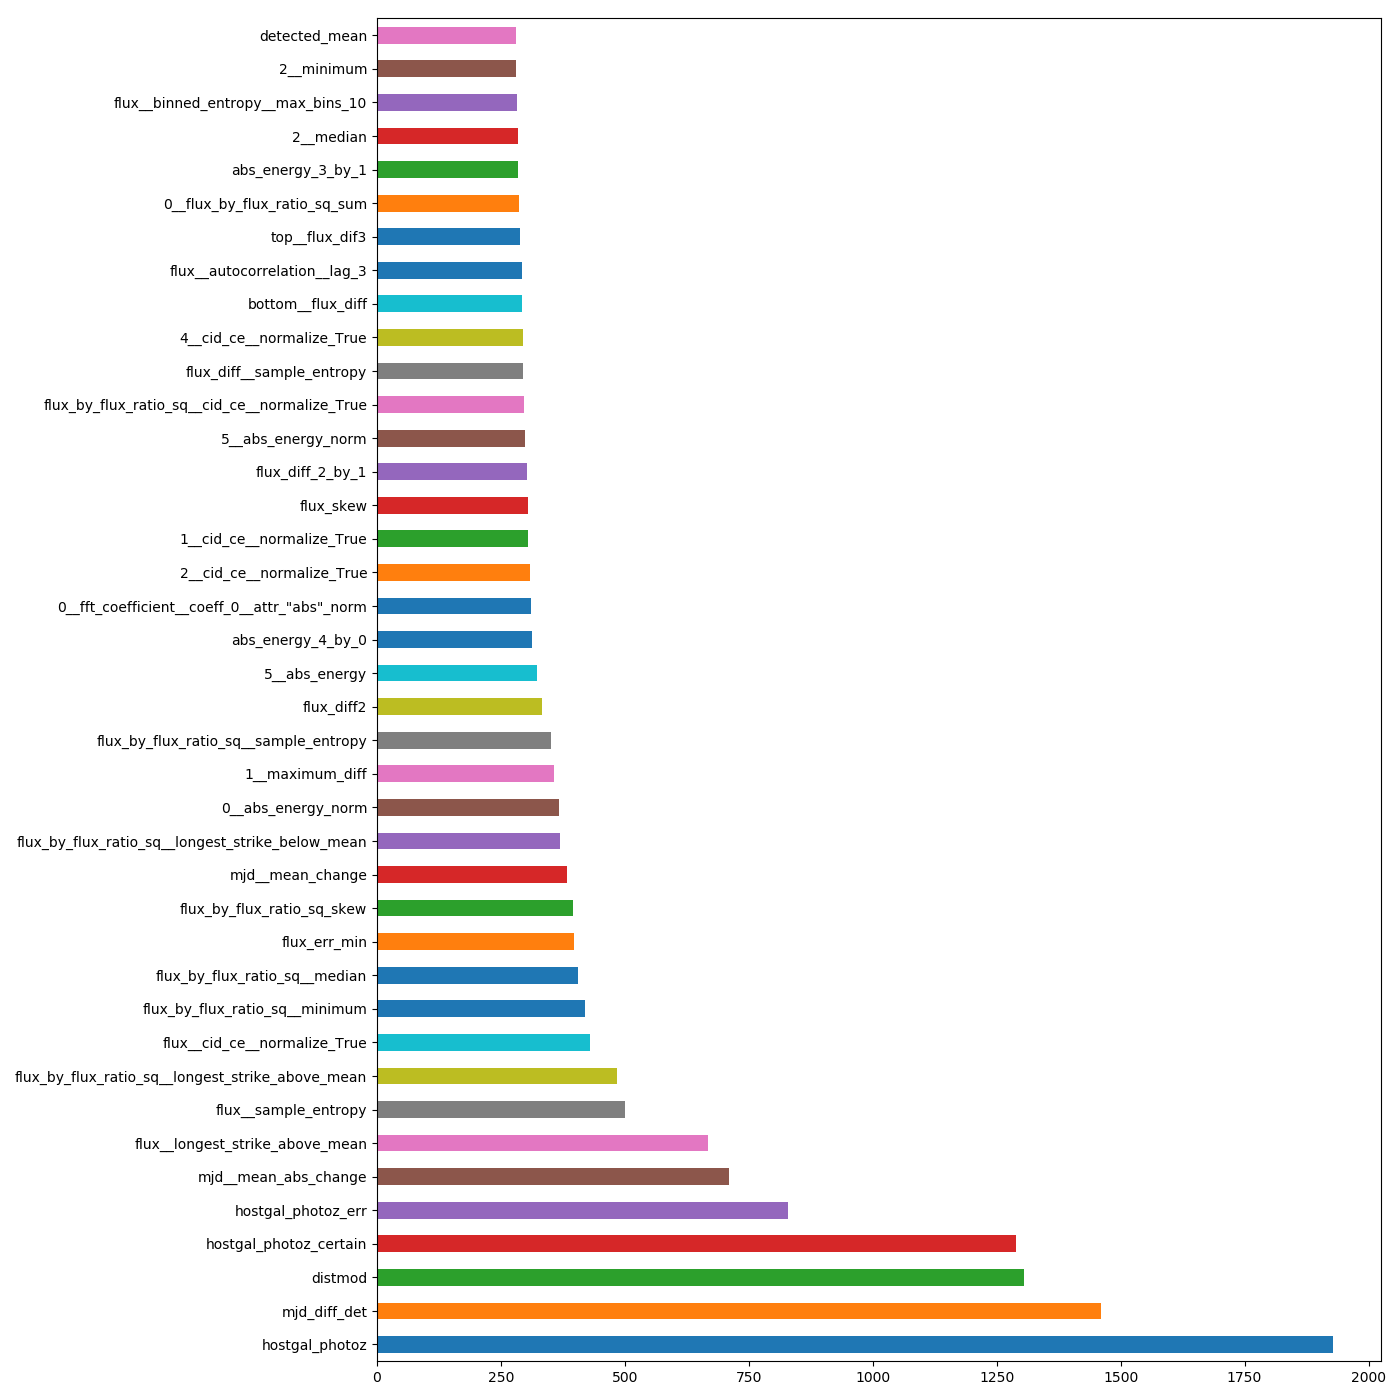 detected_mean
2__minimum
flux__binned_entropy__max_bins_10
2__median
abs_energy_3_by_1
0__flux_by_flux_ratio_sq_sum
top__flux_dif3
flux__autocorrelation__lag_3
bottom__flux_diff
4__cid_ce__normalize_True
flux_diff__sample_entropy
flux_by_flux_ratio_sq__cid_ce__normalize_True
5__abs_energy_norm
flux_diff_2_by_1
flux_skew
1__cid_ce__normalize_True
2__cid_ce__normalize_True
0__fft_coefficient__coeff_0__attr_"abs"_norm
abs_energy_4_by_0
5__abs_energy
flux_diff2
flux_by_flux_ratio_sq__sample_entropy
1__maximum_diff
0__abs_energy_norm
flux_by_flux_ratio_sq__longest_strike_below_mean
mjd__mean_change
flux_by_flux_ratio_sq_skew
flux_err_min
flux_by_flux_ratio_sq__median
flux_by_flux_ratio_sq__minimum
flux__cid_ce__normalize_True
flux_by_flux_ratio_sq__longest_strike_above_mean
flux__sample_entropy
flux__longest_strike_above_mean
mjd__mean_abs_change
hostgal_photoz_err
hostgal_photoz_certain
distmod
mjd_diff_det
hostgal_photoz
0 250 500 750 1000 1250 1500 1750 2000